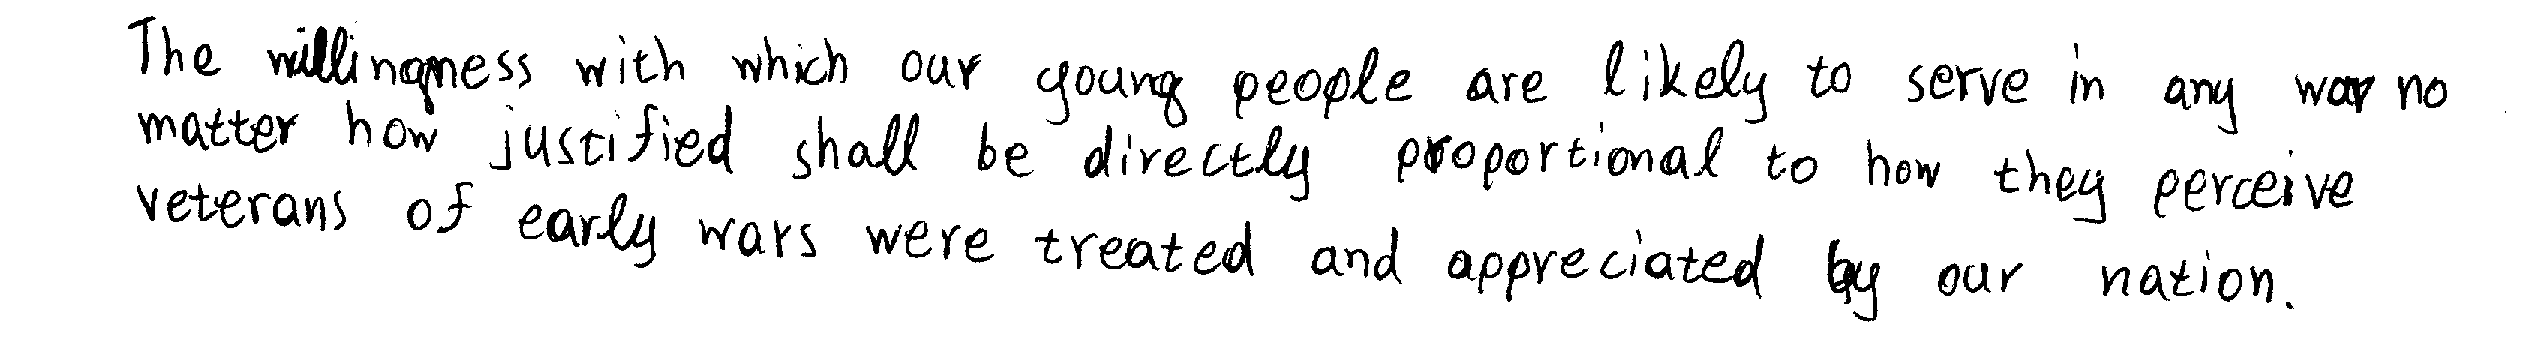 The willingness with which our young people are likely to serve in any war no
matter how justified shall be directly proportional to how they perceive
veterans of early wars were treated and appreciated by our nation.